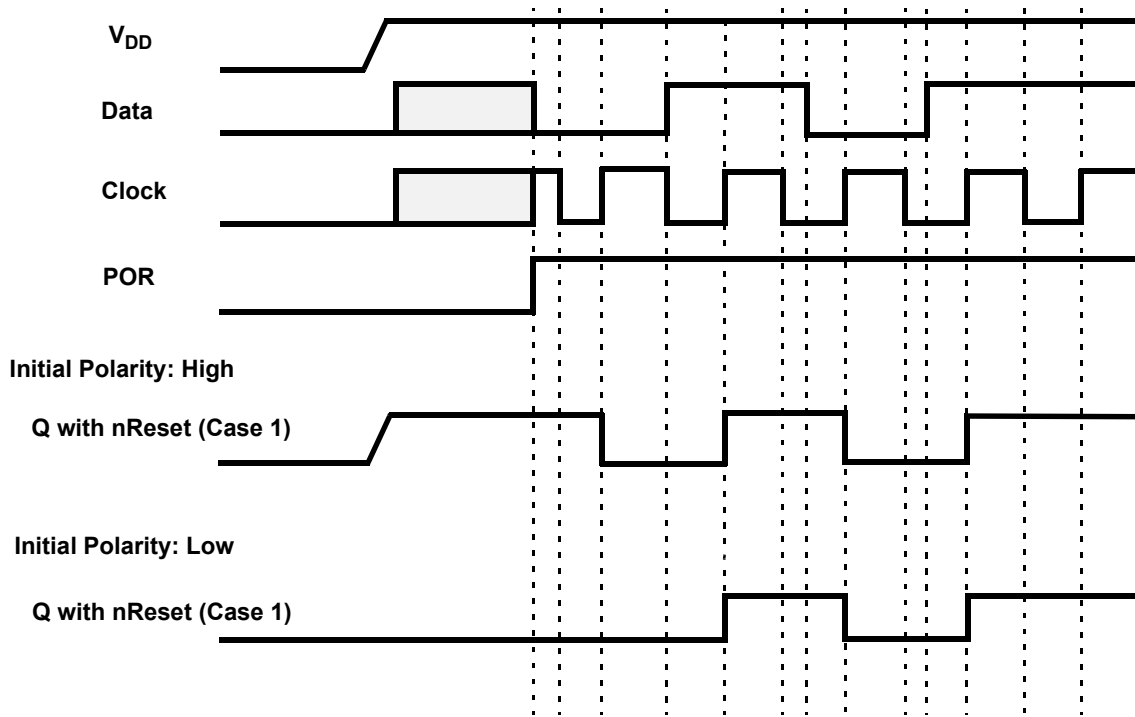 VDD
Data
Clock
POR
Initial Polarity: High
Q with nReset (Case 1)
Initial Polarity: Low
Q with nReset (Case 1)